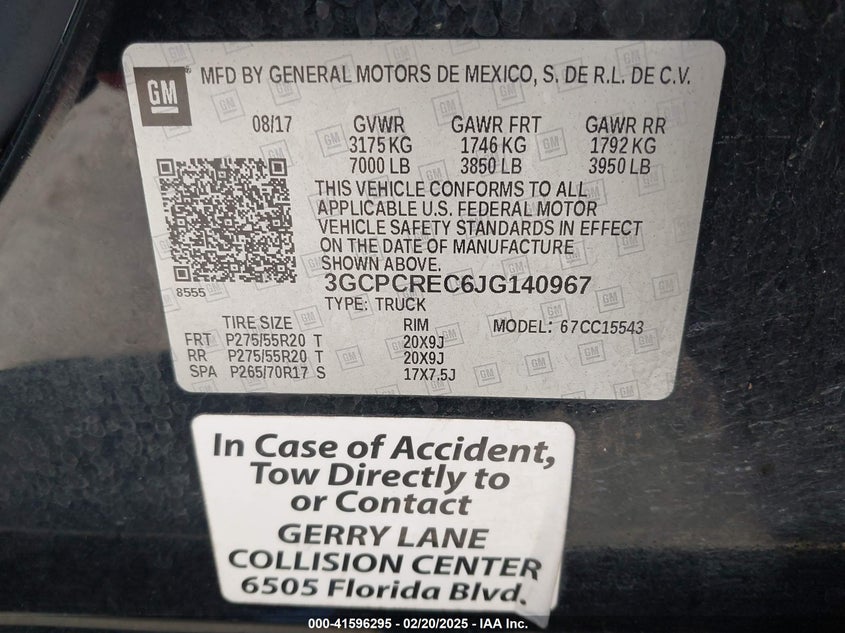 GM
MFD BY GENERAL MOTORS DE MEXICO, S. DE R.L. DE C.V.
08/17 GVWR GAWR FRT GAWR RR
3175 KG 1746 KG 1792 KG
7000 LB 3850 LB 3950 LB
THIS VEHICLE CONFORMS TO ALL
APPLICABLE U.S. FEDERAL MOTOR
VEHICLE SAFETY STANDARDS IN EFFECT
ON THE DATE OF MANUFACTURE
SHOWN ABOVE.
8555
3GCPCREC6JG140967
TYPE: TRUCK
TIRE SIZE RIM MODEL: 67CC15543
FRT P275/55R20 T 20X9J
RR P275/55R20 T 20X9J
SPA P265/70R17 S 17X7.5J
In Case of Accident,
Tow Directly to
or Contact
GERRY LANE
COLLISION CENTER
6505 Florida Blvd.
000-41596295 - 02/20/2025 - IAA Inc.